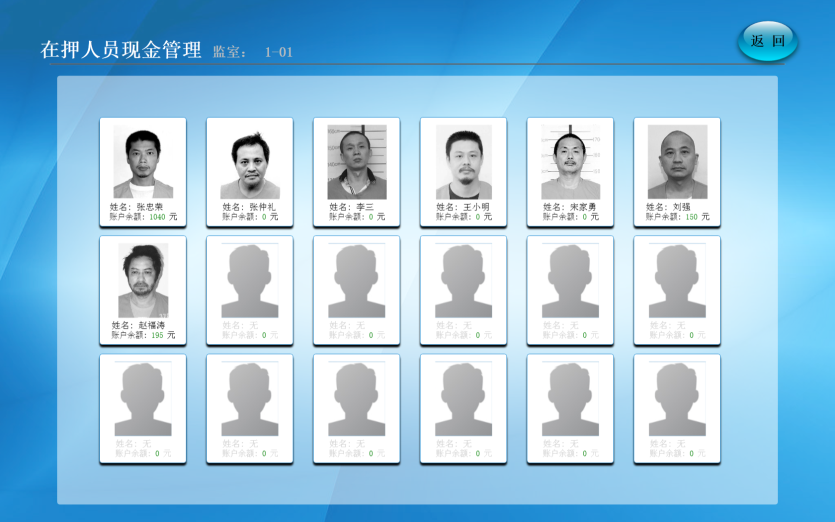 在押人员现金管理 监室： 1-01
返 回
姓名：张忠荣
账户余额：1040 元
姓名：张仲礼
账户余额：0 元
姓名：李三
账户余额：0 元
姓名：王小明
账户余额：0 元
姓名：宋家勇
账户余额：0 元
姓名：刘强
账户余额：150 元
姓名：赵福涛
账户余额：195 元
姓名：无
账户余额：0 元
姓名：无
账户余额：0 元
姓名：无
账户余额：0 元
姓名：无
账户余额：0 元
姓名：无
账户余额：0 元
姓名：无
账户余额：0 元
姓名：无
账户余额：0 元
姓名：无
账户余额：0 元
姓名：无
账户余额：0 元
姓名：无
账户余额：0 元
姓名：无
账户余额：0 元